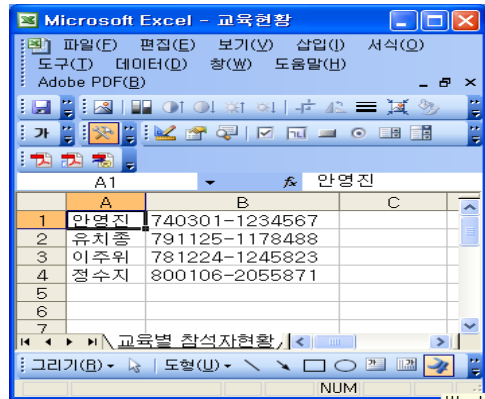 Microsoft Excel - 교육현황
파일(F) 편집(E) 보기(V) 삽입(I) 서식(O)
도구(T) 데이터(D) 창(W) 도움말(H)
Adobe PDF(B)
가
A1 fx 안영진
A B C
1 안영진 740301-1234567
2 유치종 791125-1178488
3 이주위 781224-1245823
4 정수지 800106-2055871
5
6
7
교육별 참석자현황
그리기(R) 도형(U)
NUM